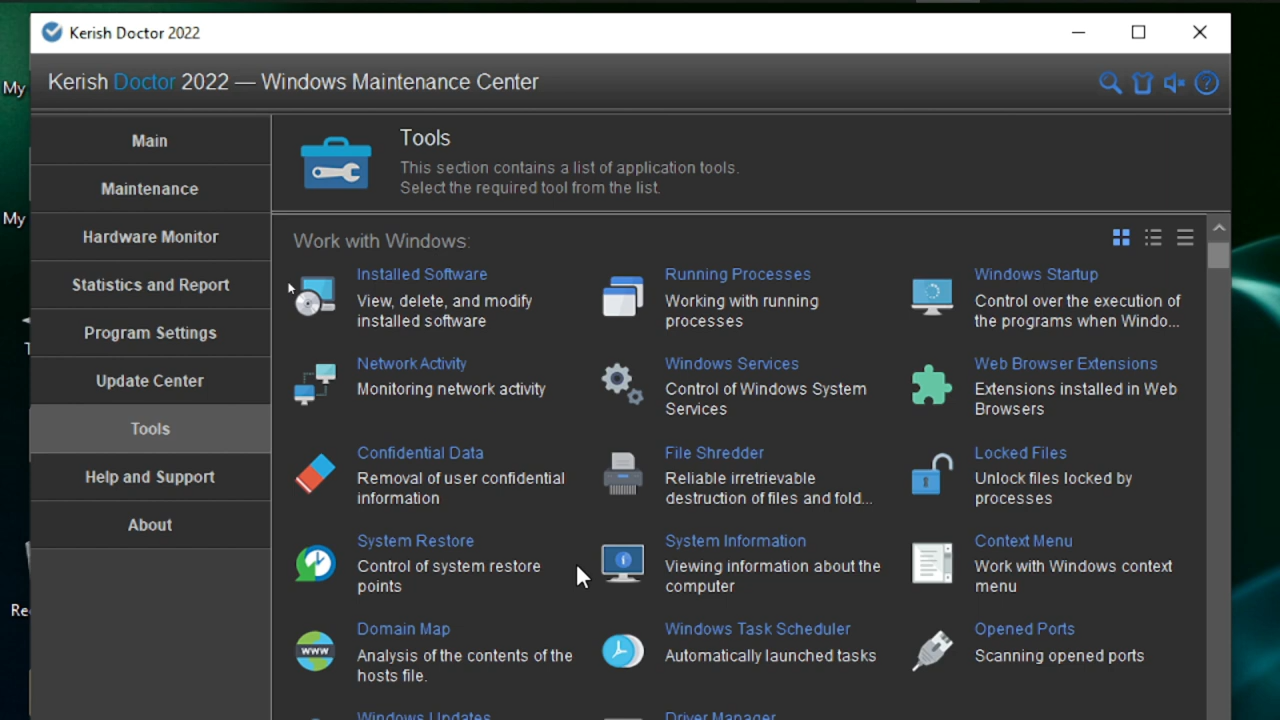 Kerish Doctor 2022
Kerish Doctor 2022 — Windows Maintenance Center
My
My
Main
Maintenance
Hardware Monitor
Statistics and Report
Program Settings
Update Center
Tools
Help and Support
About
Tools
This section contains a list of application tools.
Select the required tool from the list.
Work with Windows:
Installed Software
View, delete, and modify
installed software
Running Processes
Working with running
processes
Windows Startup
Control over the execution of
the programs when Windo...
Network Activity
Monitoring network activity
Windows Services
Control of Windows System
Services
Web Browser Extensions
Extensions installed in Web
Browsers
Confidential Data
Removal of user confidential
information
File Shredder
Reliable irretrievable
destruction of files and fold...
Locked Files
Unlock files locked by
processes
System Restore
Control of system restore
points
System Information
Viewing information about the
computer
Context Menu
Work with Windows context
menu
Domain Map
WWW
Analysis of the contents of the
hosts file.
Windows Task Scheduler
Automatically launched tasks
Opened Ports
Scanning opened ports
Windows Updates
Driver Manager